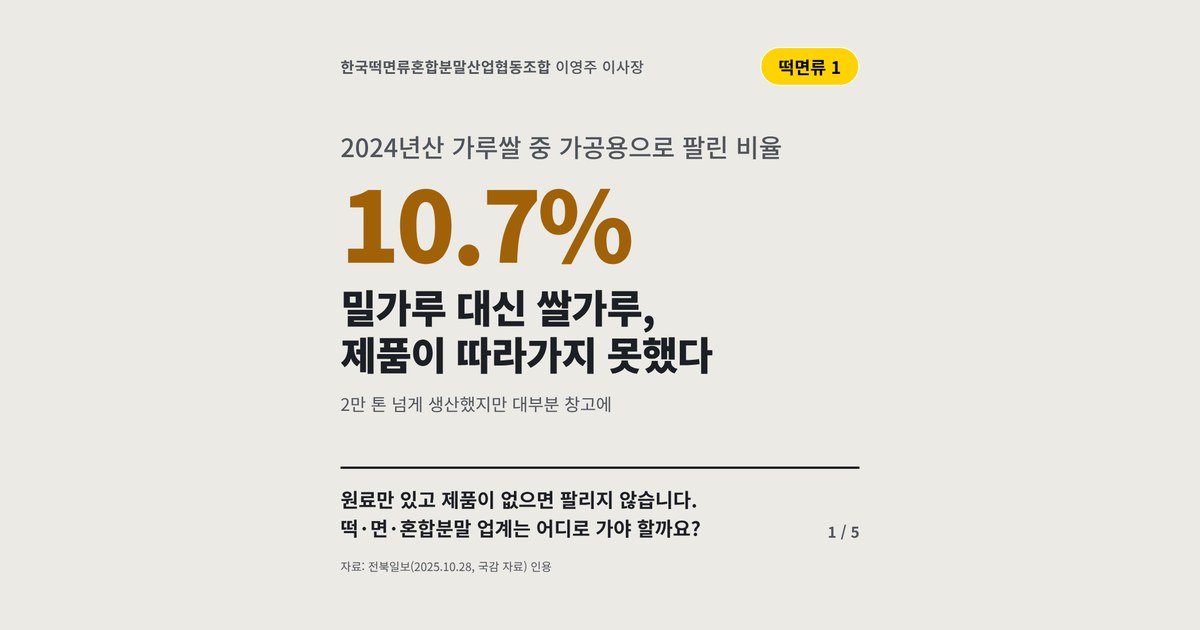 한국떡면류혼합분말산업협동조합 이영주 이사장
떡면류 1
2024년산 가루쌀 중 가공용으로 팔린 비율
10.7%
밀가루 대신 쌀가루,
제품이 따라가지 못했다
2만 톤 넘게 생산했지만 대부분 창고에
원료만 있고 제품이 없으면 팔리지 않습니다.
떡·면·혼합분말 업계는 어디로 가야 할까요?
1 / 5
자료: 전북일보(2025.10.28, 국감 자료) 인용